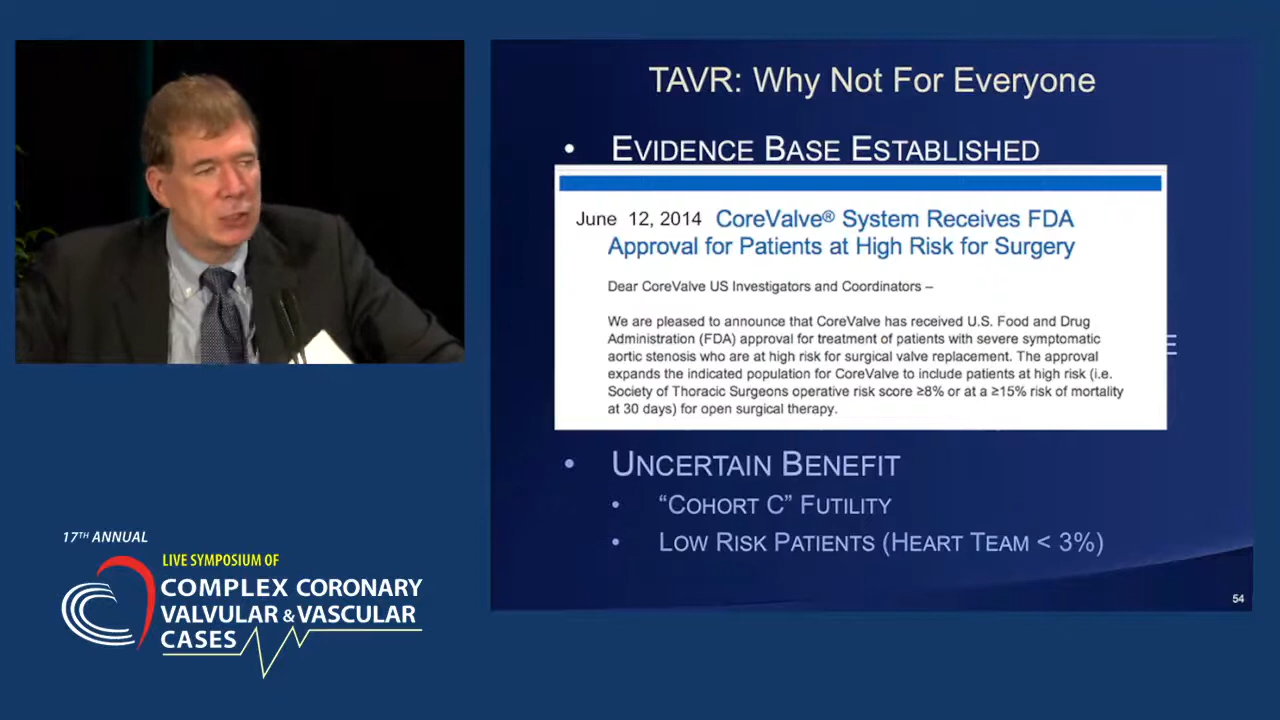 TAVR: Why Not For Everyone
• EVIDENCE BASE ESTABLISHED
June 12, 2014 CoreValve® System Receives FDA
Approval for Patients at High Risk for Surgery
Dear CoreValve US Investigators and Coordinators –
We are pleased to announce that CoreValve has received U.S. Food and Drug
Administration (FDA) approval for treatment of patients with severe symptomatic
aortic stenosis who are at high risk for surgical valve replacement. The approval
expands the indicated population for CoreValve to include patients at high risk (i.e.
Society of Thoracic Surgeons operative risk score ≥8% or at a ≥15% risk of mortality
at 30 days) for open surgical therapy.
• UNCERTAIN BENEFIT
• “COHORT C” FUTILITY
• LOW RISK PATIENTS (HEART TEAM < 3%)
54
17TH ANNUAL
LIVE SYMPOSIUM OF
COMPLEX CORONARY
VALVULAR & VASCULAR
CASES